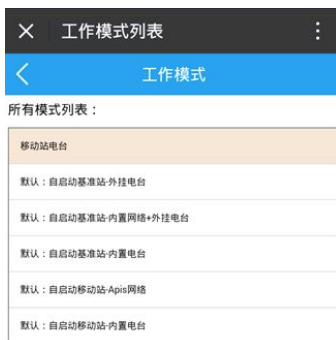 工作模式列表
工作模式
所有模式列表：
移动站电台
默认：自启动基准站-外挂电台
默认：自启动基准站-内置网络+外挂电台
默认：自启动基准站-内置电台
默认：自启动移动站-Apis网络
默认：自启动移动站-内置电台